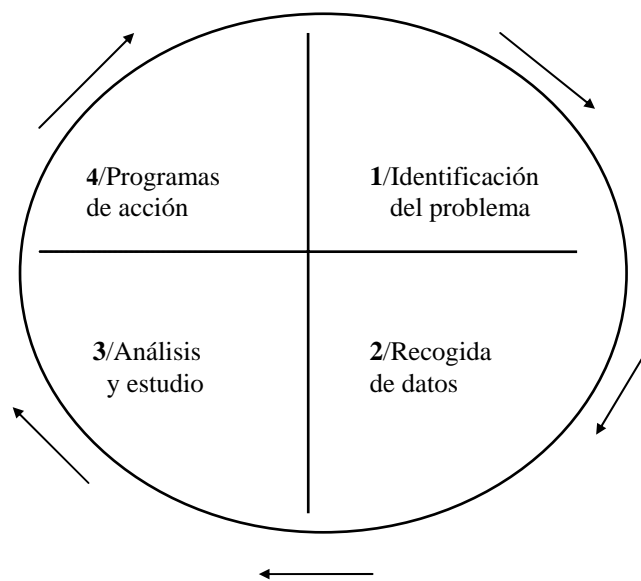 4/Programas
de acción
1/Identificación
del problema
3/Análisis
y estudio
2/Recogida
de datos